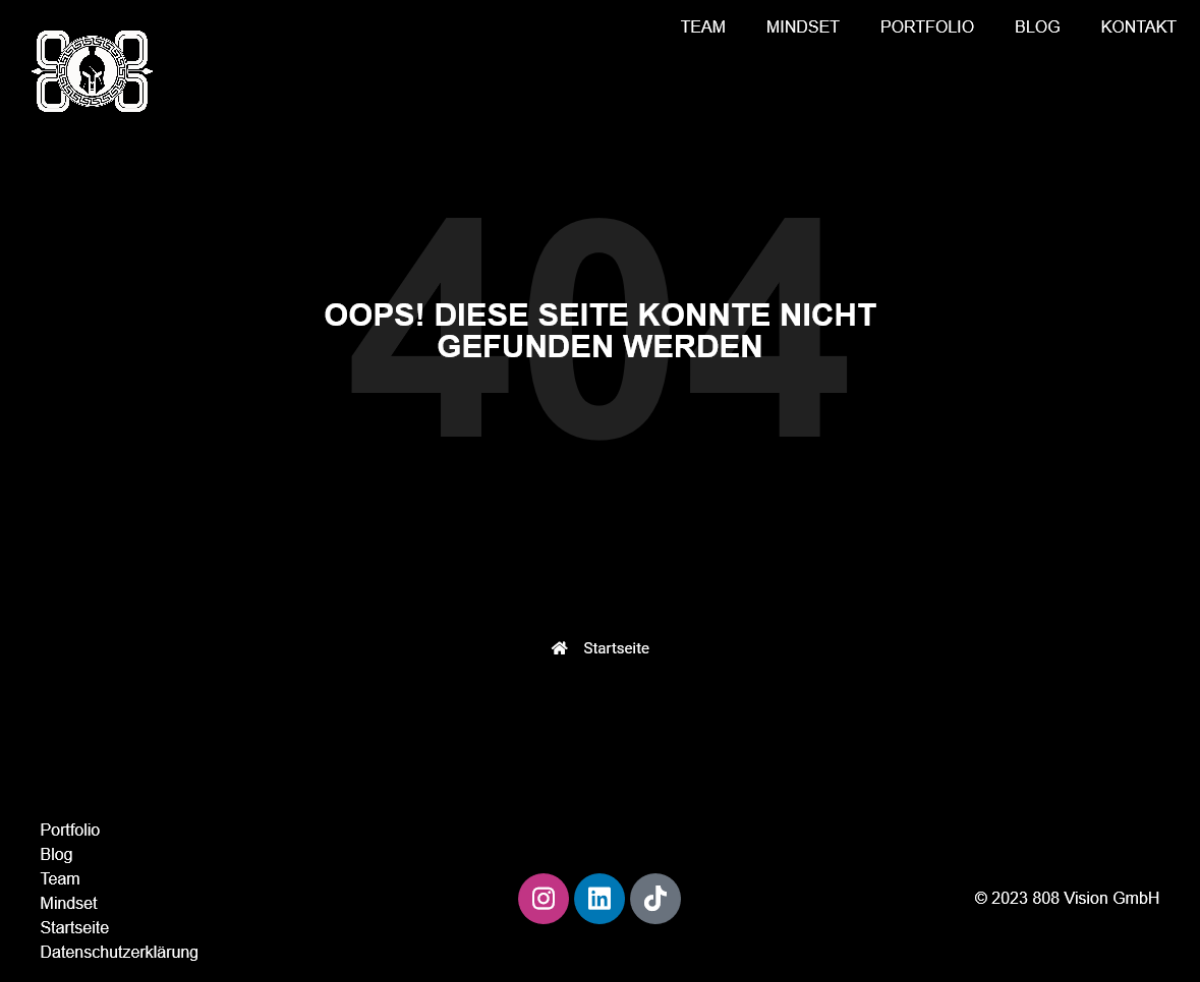 TEAM MINDSET PORTFOLIO BLOG KONTAKT
404
OOPS! DIESE SEITE KONNTE NICHT
GEFUNDEN WERDEN
Startseite
Portfolio
Blog
Team
Mindset
Startseite
Datenschutzerklärung
© 2023 808 Vision GmbH